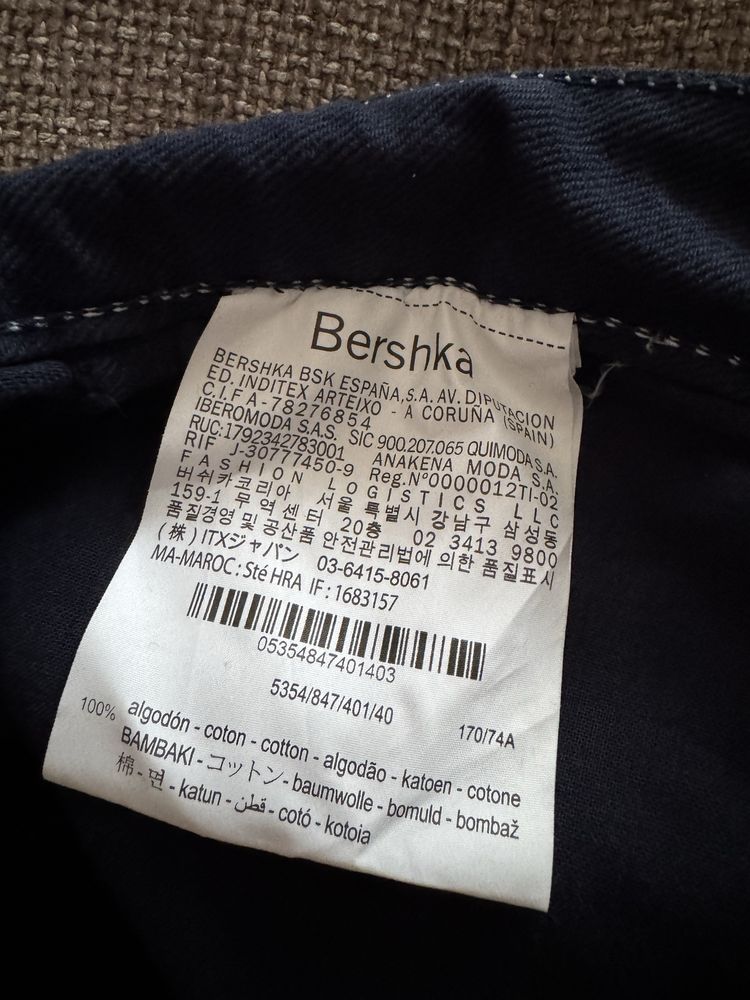 Bershka
BERSHKA BSK ESPAÑA,S.A. AV. DIPUTACION
ED. INDITEX ARTEIXO - A CORUÑA (SPAIN)
C.I.F A-78276854
IBEROMODA S.A.S. SIC 900.207.065 QUIMODA S.A.
RUC:1792342783001 ANAKENA MODA S.A.
RIF J-30777450-9 Reg.Nº0000012TI-02
FASHION LOGISTICS LLC
버쉬카코리아 서울 특별시 강남구 삼성동
159-1 무역센터 20층 02 3413 9800
품질경영 및 공산품 안전관리법에 의한 품질표시
(株)ITXジャパン 03-6415-8061
MA-MAROC : Sté HRA IF : 1683157
05354847401403
5354/847/401/40
170/74A
100% algodón - coton - cotton - algodão - katoen - cotone
BAMBAKI - コットン - baumwolle - bomuld - bombaž
棉 - 면 - katun - قطن - cotó - kotoia